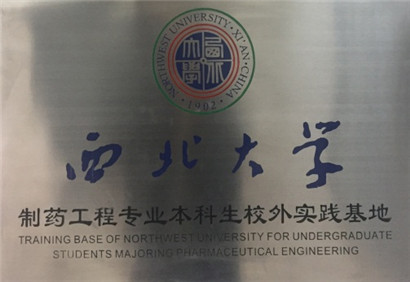 NORTHWEST UNIVERSITY·XI'AN·CHINA
1902
西北大学
制药工程专业本科生校外实践基地
TRAINING BASE OF NORTHWEST UNIVERSITY FOR UNDERGRADUATE
STUDENTS MAJORING PHARMACEUTICAL ENGINEERING